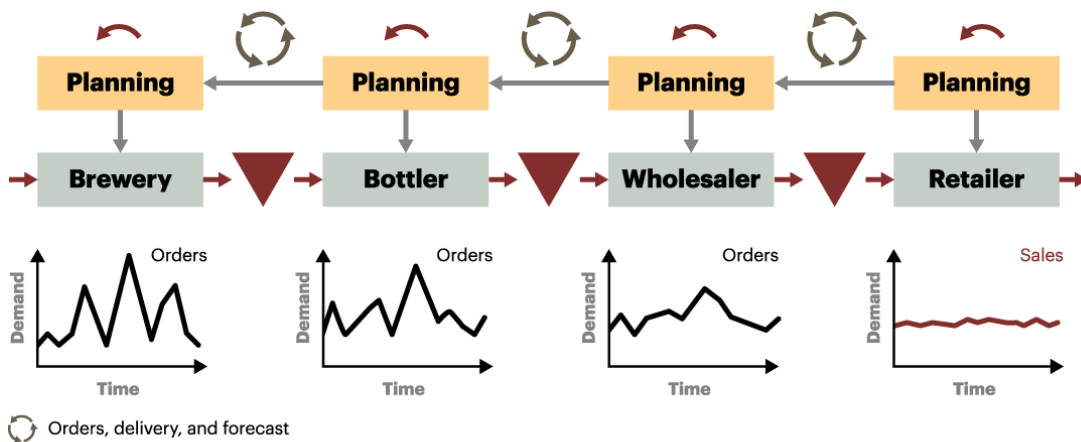 Planning
Planning
Planning
Planning
Brewery
Bottler
Wholesaler
Retailer
Orders
Orders
Orders
Sales
Demand
Demand
Demand
Demand
Time
Time
Time
Time
Orders, delivery, and forecast